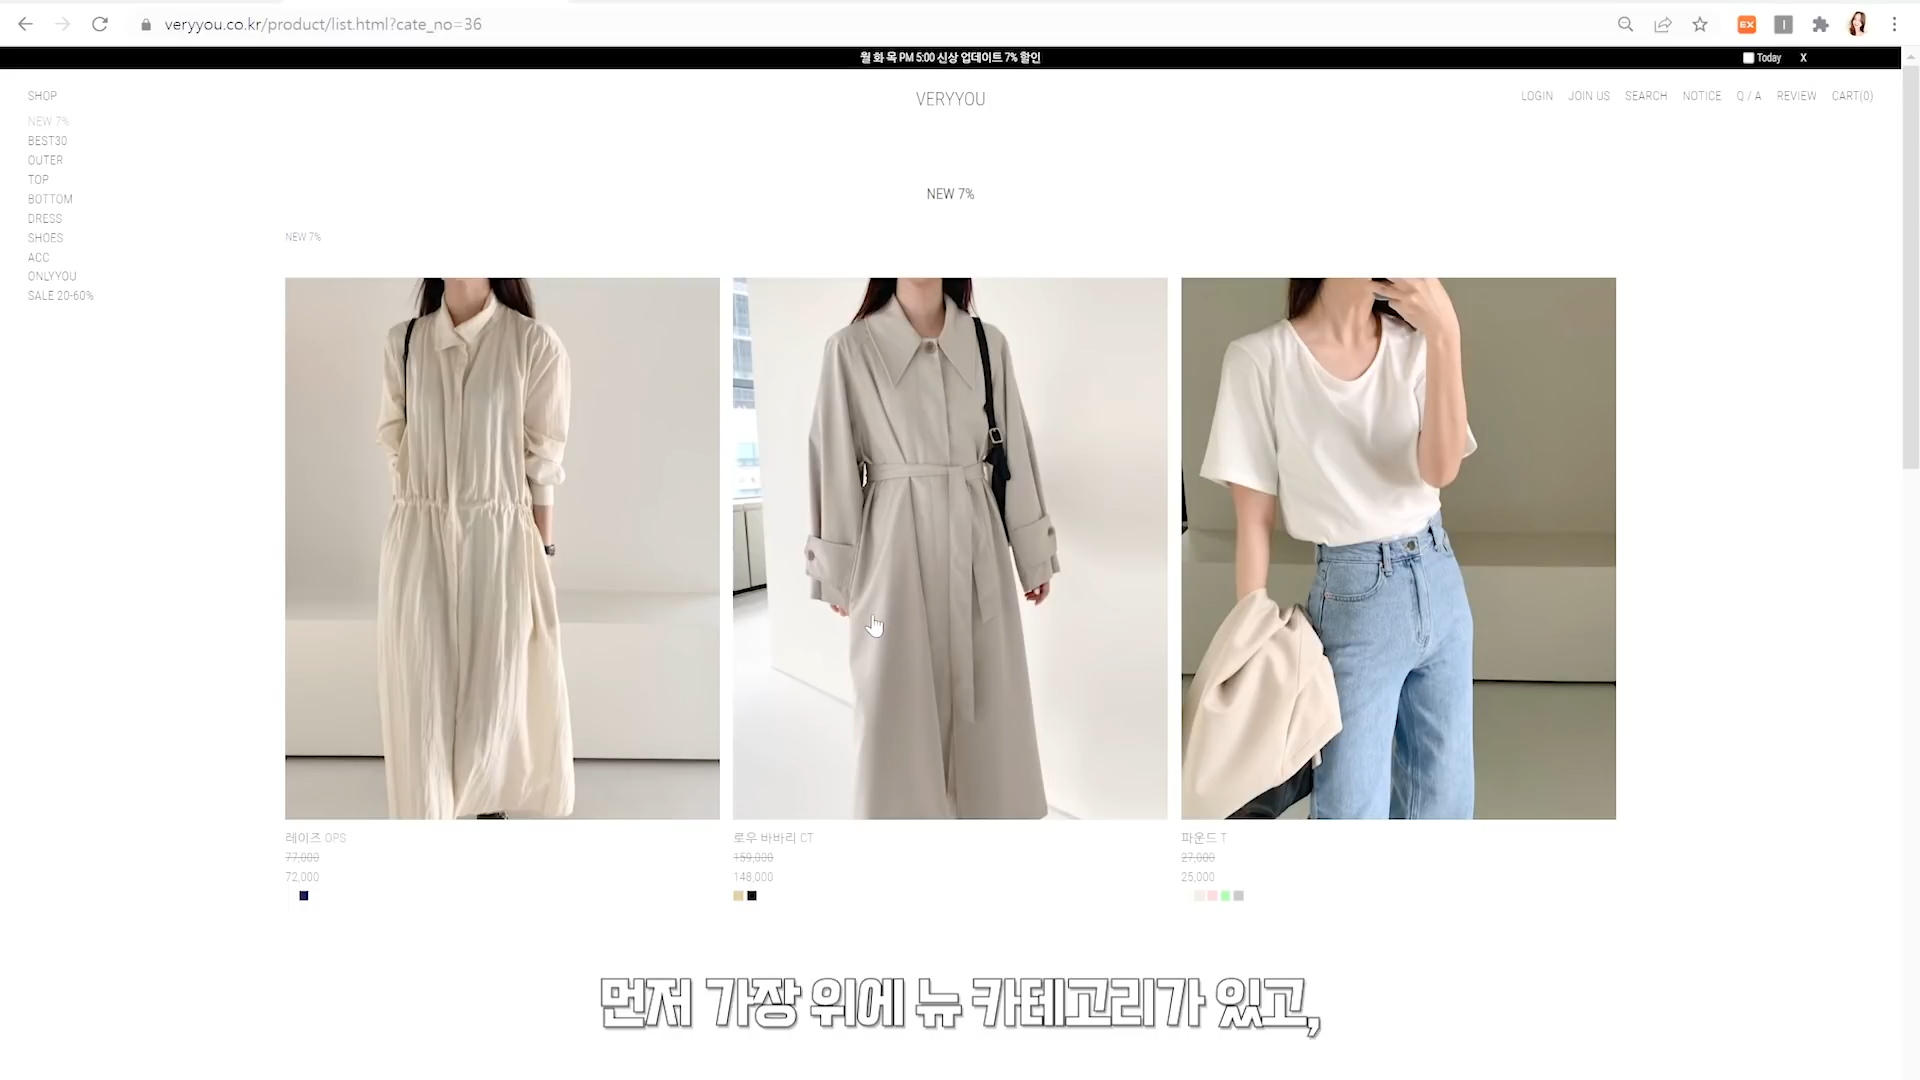 veryyou.co.kr/product/list.html?cate_no=36
EX
월 화 목 PM 5:00 신상 업데이트 7% 할인
Today
X
SHOP
VERYYOU
LOGIN JOIN US SEARCH NOTICE Q / A REVIEW CART(0)
NEW 7%
BEST30
OUTER
TOP
BOTTOM
DRESS
SHOES
ACC
ONLYYOU
SALE 20-60%
NEW 7%
NEW 7%
레이즈 OPS
77,000
72,000
로우 바바리 CT
159,000
148,000
파운드 T
27,000
25,000
먼저 가장 위에 뉴 카테고리가 있고,